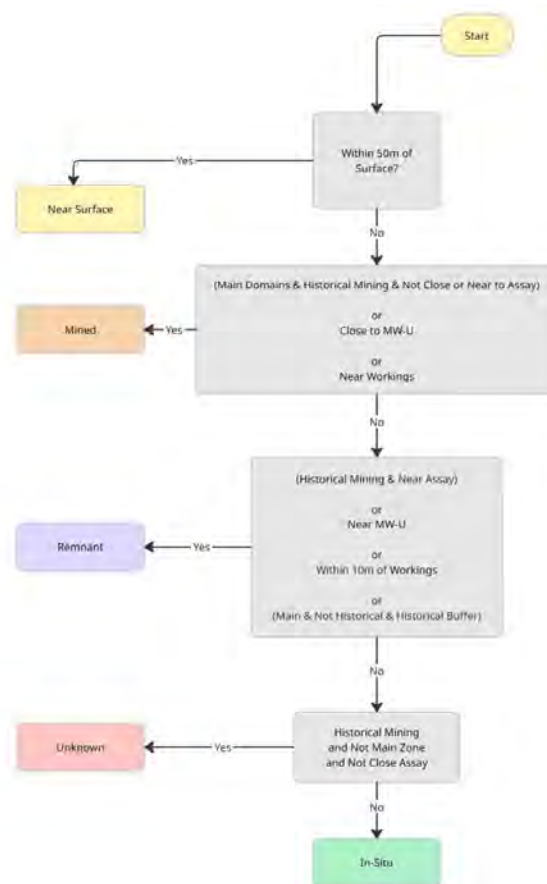 Start
Within 50m of
Surface?
Yes
Near Surface
No
(Main Domains & Historical Mining & Not Close or Near to Assay)
or
Close to MW-U
or
Near Workings
Yes
Mined
No
(Historical Mining & Near Assay)
or
Near MW-U
or
Within 10m of Workings
or
(Main & Not Historical & Historical Buffer)
Yes
Remnant
No
Historical Mining
and Not Main Zone
and Not Close Assay
Yes
Unknown
No
In-Situ